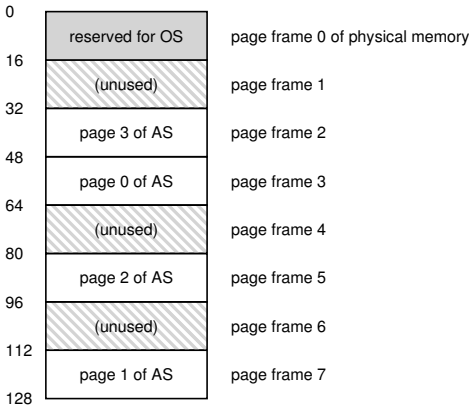 0
reserved for OS page frame 0 of physical memory
16
(unused) page frame 1
32
page 3 of AS page frame 2
48
page 0 of AS page frame 3
64
(unused) page frame 4
80
page 2 of AS page frame 5
96
(unused) page frame 6
112
page 1 of AS page frame 7
128